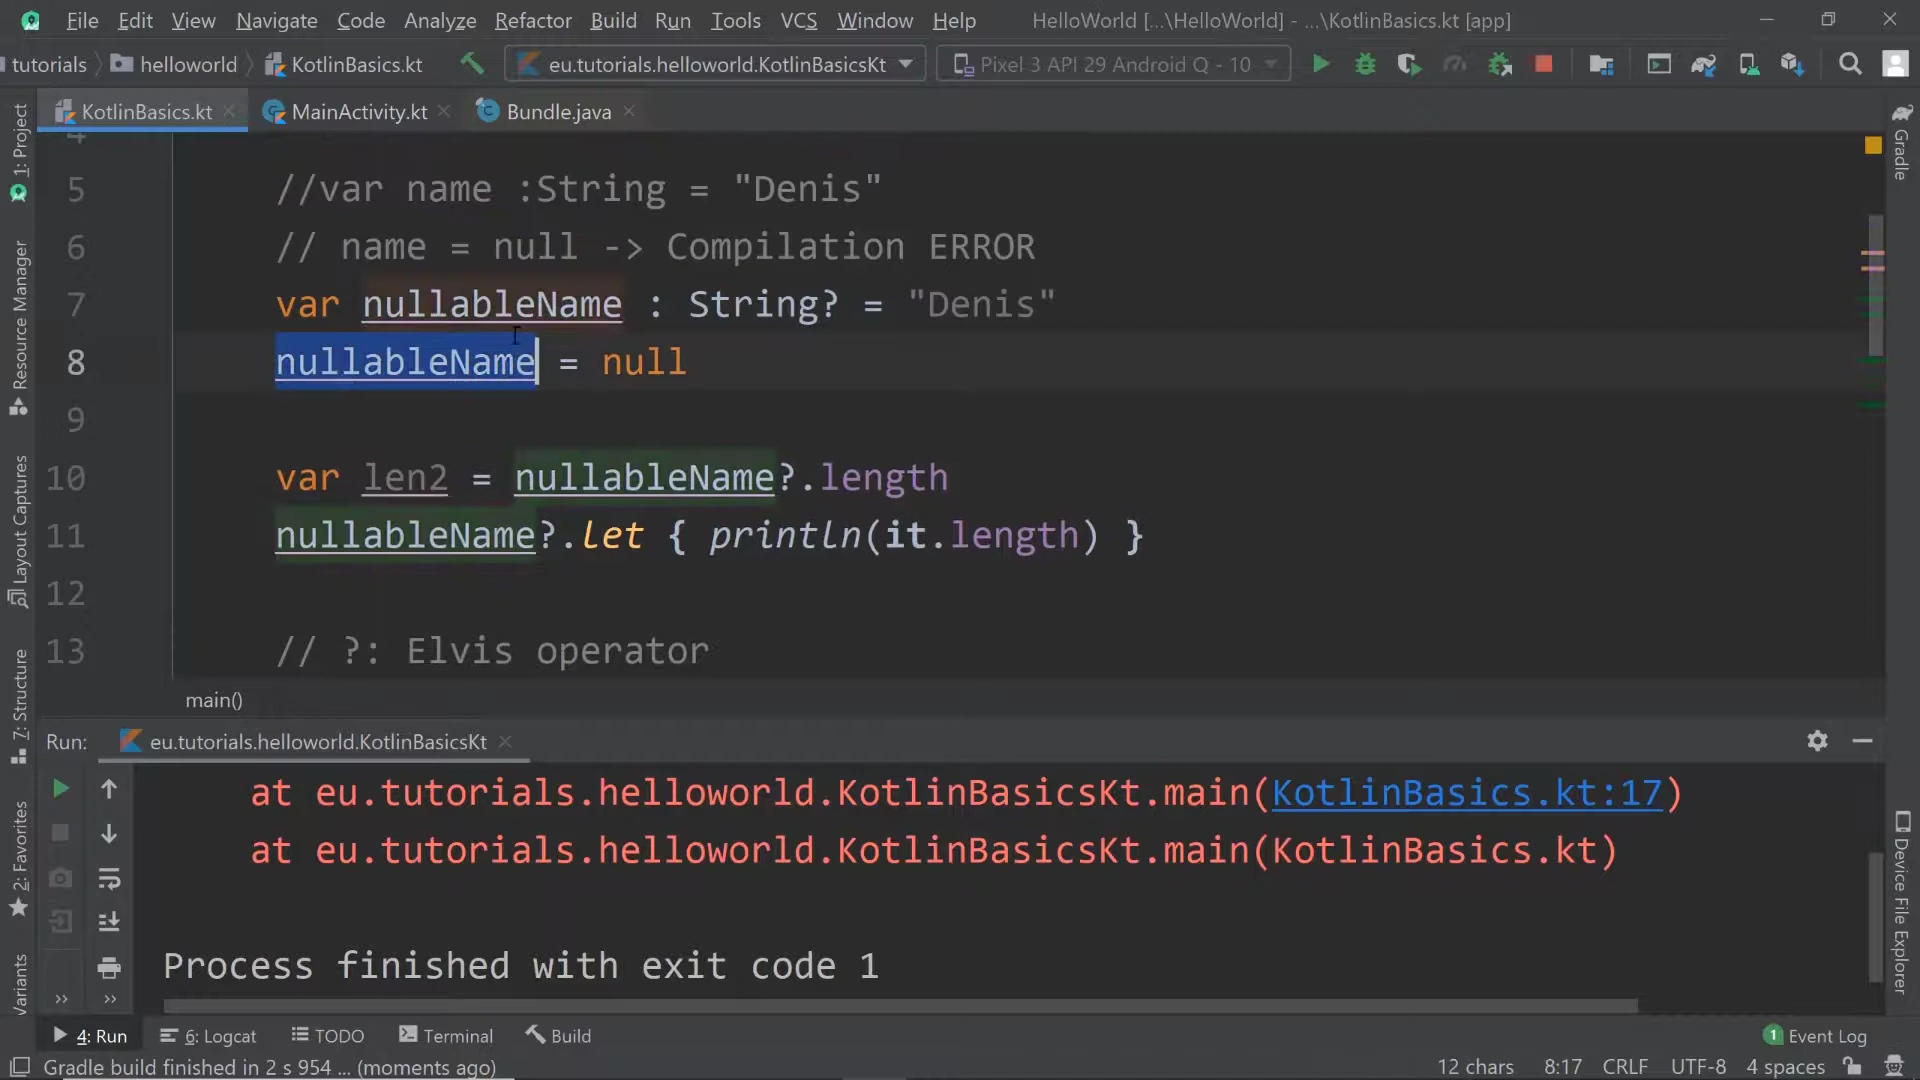 File Edit View Navigate Code Analyze Refactor Build Run Tools VCS Window Help HelloWorld [...\HelloWorld] - ...\KotlinBasics.kt [app]
tutorials helloworld KotlinBasics.kt eu.tutorials.helloworld.KotlinBasicsKt Pixel 3 API 29 Android Q - 10
KotlinBasics.kt MainActivity.kt Bundle.java
1: Project
Resource Manager
Layout Captures
7: Structure
2: Favorites
Variants
4
5 //var name :String = "Denis"
6 // name = null -> Compilation ERROR
7 var nullableName : String? = "Denis"
8 nullableName = null
9
10 var len2 = nullableName?.length
11 nullableName?.let { println(it.length) }
12
13 // ?: Elvis operator
main()
Gradle
Device File Explorer
Run: eu.tutorials.helloworld.KotlinBasicsKt
at eu.tutorials.helloworld.KotlinBasicsKt.main(KotlinBasics.kt:17)
at eu.tutorials.helloworld.KotlinBasicsKt.main(KotlinBasics.kt)
Process finished with exit code 1
4: Run 6: Logcat TODO Terminal Build 1 Event Log
Gradle build finished in 2 s 954 ... (moments ago) 12 chars 8:17 CRLF UTF-8 4 spaces